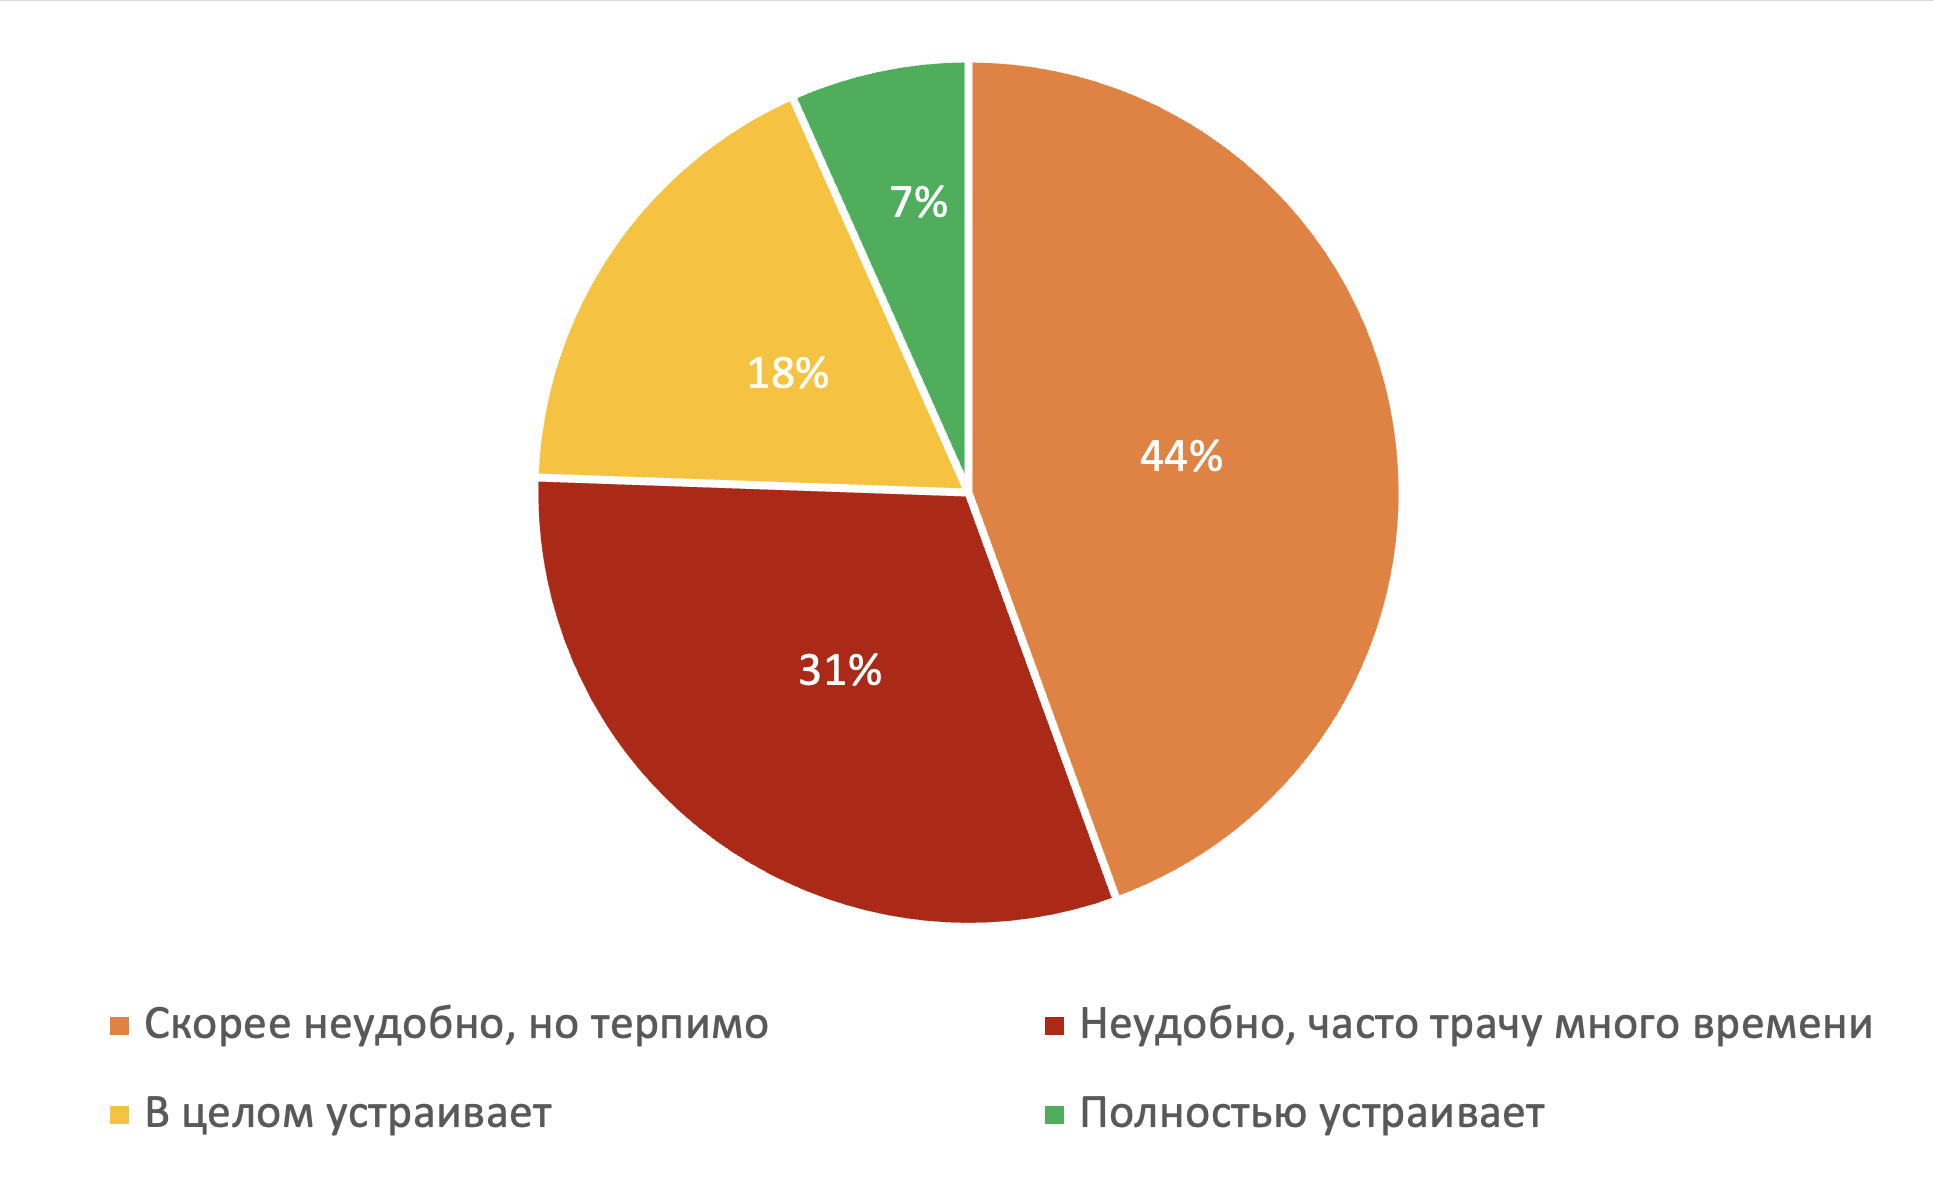 7%
18%
44%
31%
Скорее неудобно, но терпимо
Неудобно, часто трачу много времени
В целом устраивает
Полностью устраивает